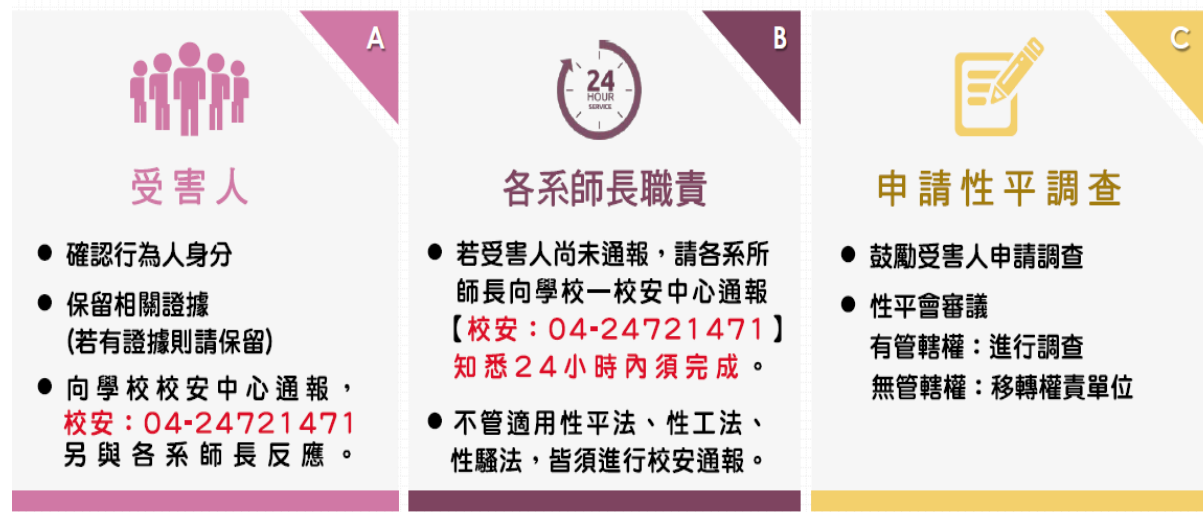 A
受害人
● 確認行為人身分
● 保留相關證據
(若有證據則請保留)
● 向學校校安中心通報，
校安：04-24721471
另與各系師長反應。
B
24
HOUR
SERVICE
各系師長職責
● 若受害人尚未通報，請各系所
師長向學校一校安中心通報
【校安：04-24721471】
知悉24小時內須完成。
● 不管適用性平法、性工法、
性騷法，皆須進行校安通報。
C
申請性平調查
● 鼓勵受害人申請調查
● 性平會審議
有管轄權：進行調查
無管轄權：移轉權責單位